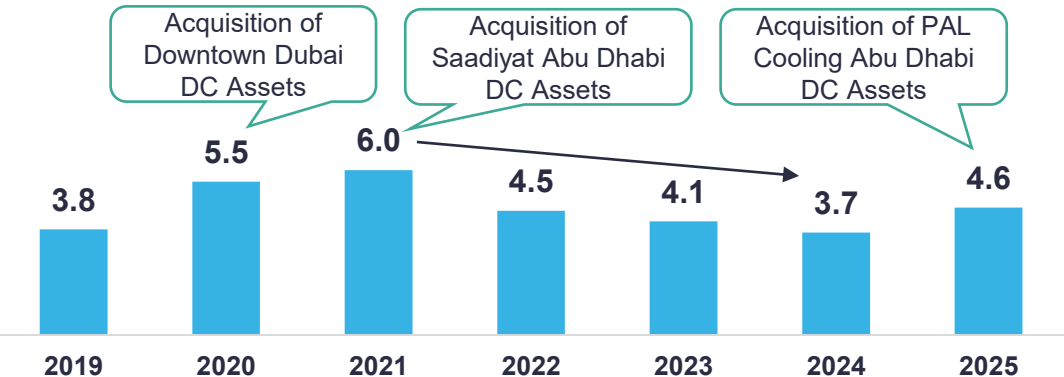 Acquisition of
Downtown Dubai
DC Assets
Acquisition of
Saadiyat Abu Dhabi
DC Assets
Acquisition of PAL
Cooling Abu Dhabi
DC Assets
3.8
5.5
6.0
4.5
4.1
3.7
4.6
2019
2020
2021
2022
2023
2024
2025